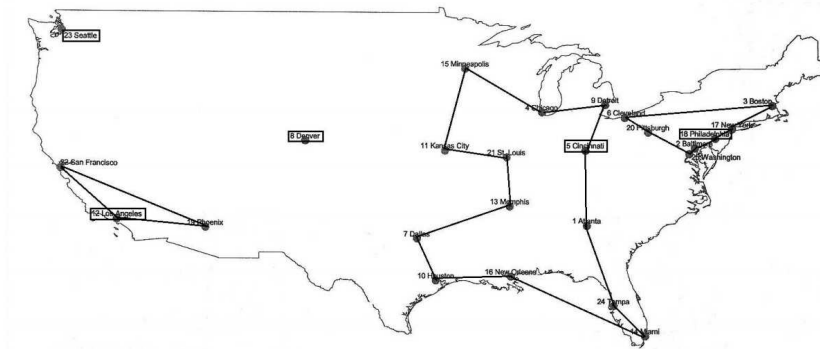 23 Seattle
15 Minneapolis
9 Detroit
3 Boston
4 Chicago
6 Cleveland
17 New York
20 Pittsburgh
18 Philadelphia
8 Denver
11 Kansas City
21 St. Louis
5 Cincinnati
2 Baltimore
25 Washington
22 San Francisco
13 Memphis
12 Los Angeles
19 Phoenix
1 Atlanta
7 Dallas
10 Houston
16 New Orleans
24 Tampa
14 Miami